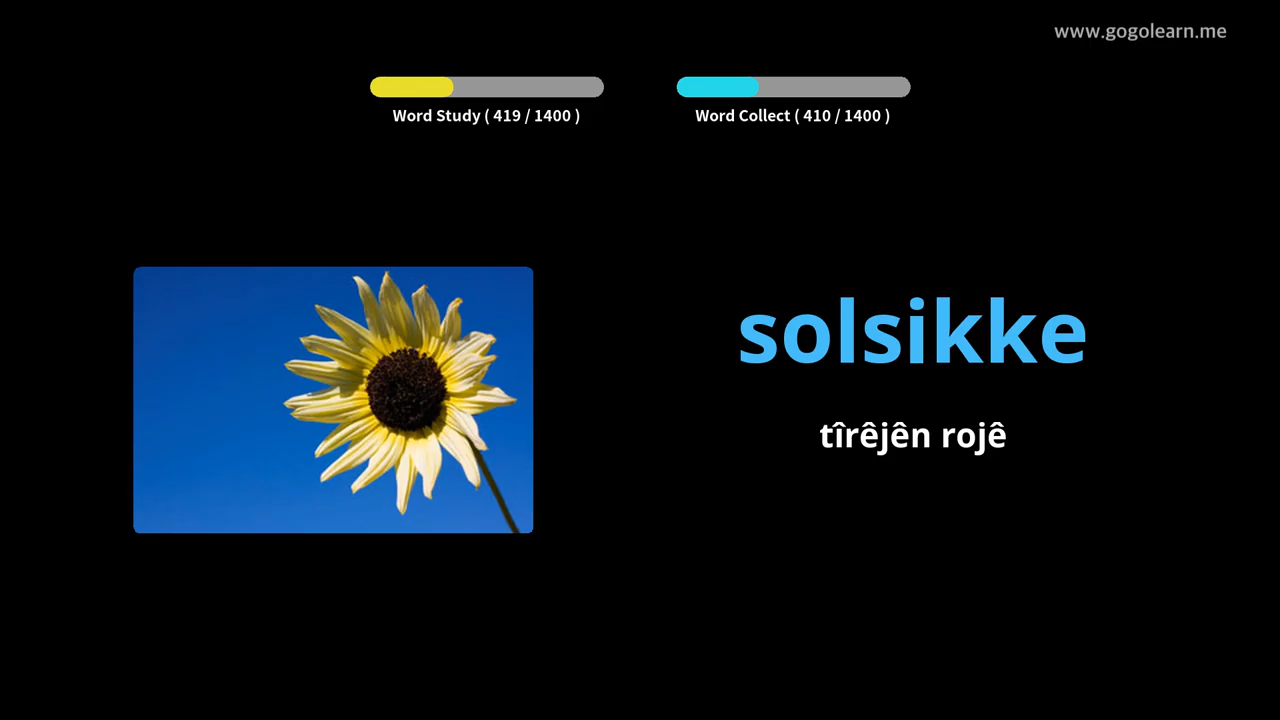 www.gogolearn.me
Word Study ( 419 / 1400 )
Word Collect ( 410 / 1400 )
solsikke
tîrêjên rojê